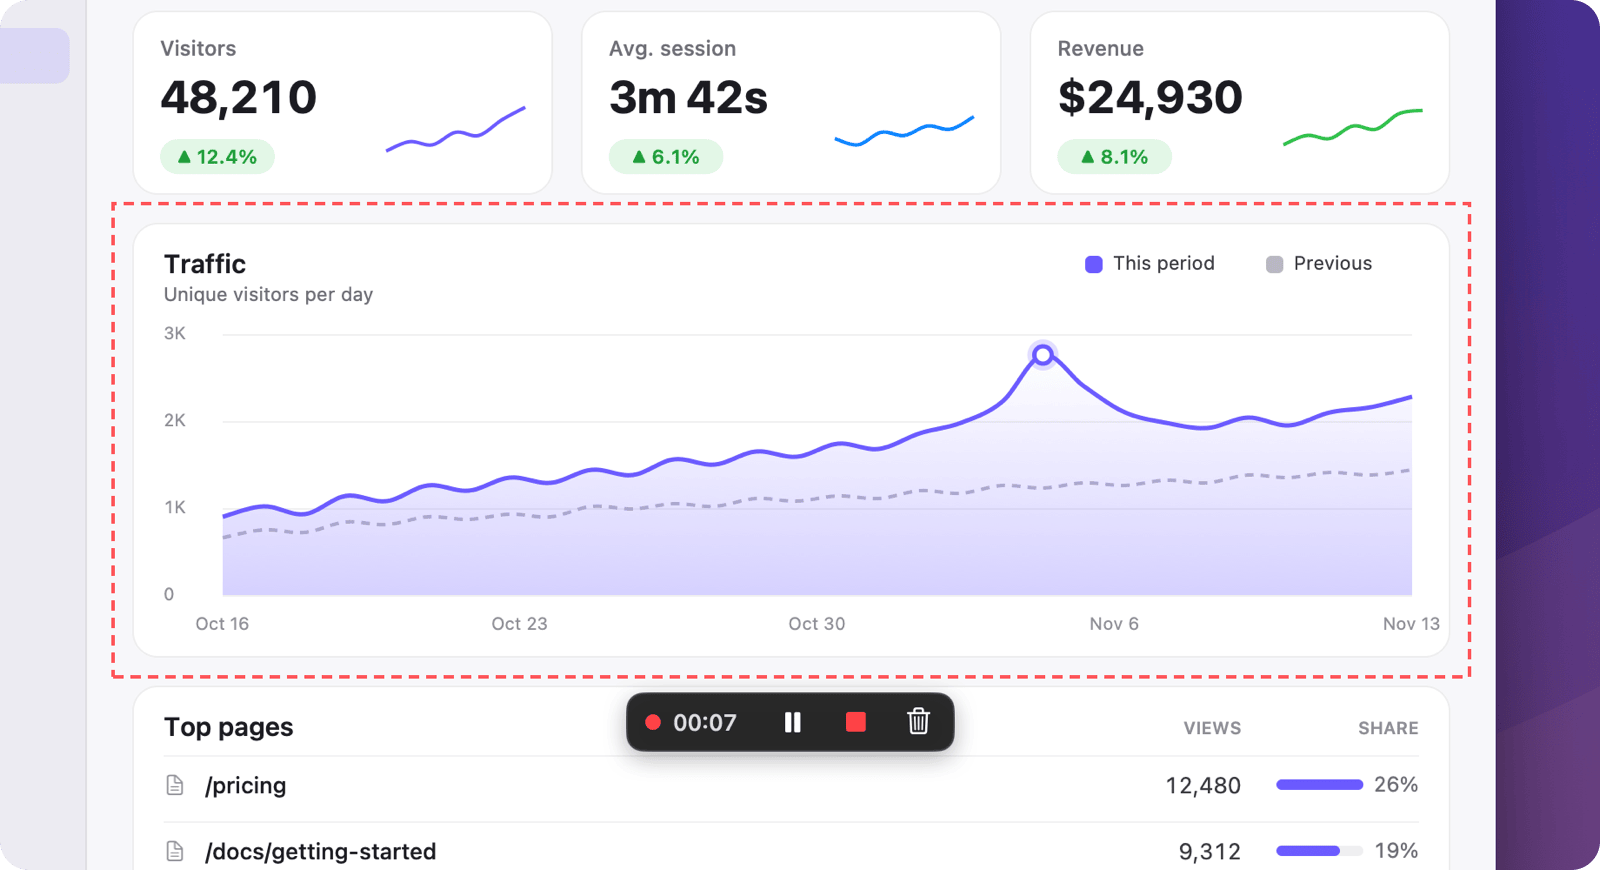 Visitors
48,210
▲ 12.4%
Avg. session
3m 42s
▲ 6.1%
Revenue
$24,930
▲ 8.1%
Traffic
Unique visitors per day
This period
Previous
3K
2K
1K
0
Oct 16
Oct 23
Oct 30
Nov 6
Nov 13
00:07
Top pages
VIEWS
SHARE
/pricing
12,480
26%
/docs/getting-started
9,312
19%